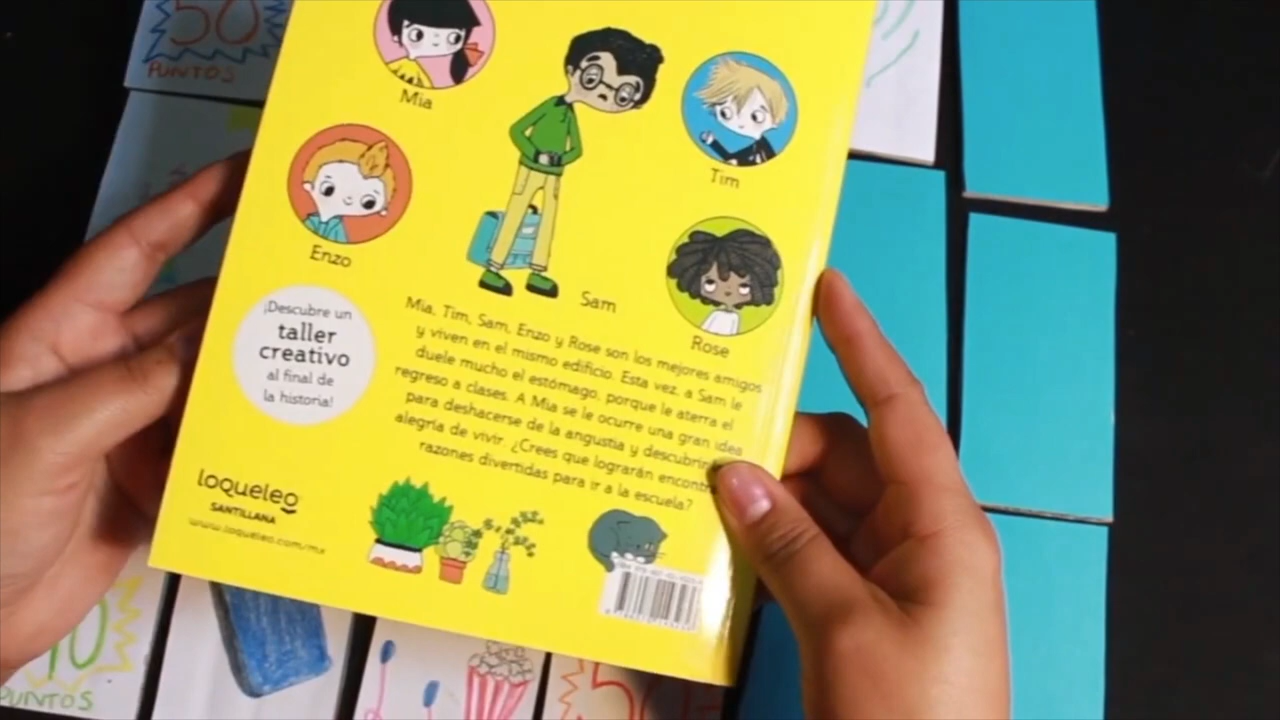 50
PUNTOS
Mia
Tim
Enzo
Sam
Rose
¡Descubre un
taller
creativo
al final de
la historia!
Mia, Tim, Sam, Enzo y Rose son los mejores amigos
y viven en el mismo edificio. Esta vez, a Sam le
duele mucho el estómago, porque le aterra el
regreso a clases. A Mia se le ocurre una gran idea
para deshacerse de la angustia y descubrir
alegría de vivir. ¿Crees que lograrán encontr
razones divertidas para ir a la escuela?
loqueleo
SANTILLANA
www.loqueleo.com/mx
PUNTOS
50